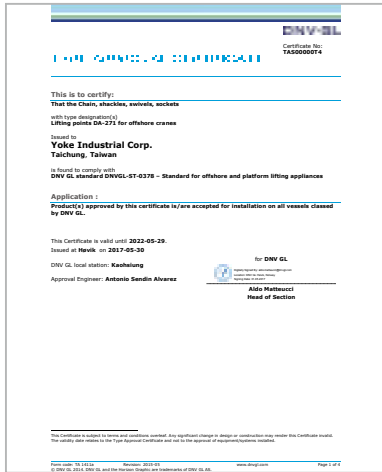 DNV·GL
Certificate No:
TAS00000T4
This is to certify:
That the Chain, shackles, swivels, sockets
with type designation(s)
Lifting points DA-271 for offshore cranes
Issued to
Yoke Industrial Corp.
Taichung, Taiwan
is found to comply with
DNV GL standard DNVGL-ST-0378 – Standard for offshore and platform lifting appliances
Application :
Product(s) approved by this certificate is/are accepted for installation on all vessels classed
by DNV GL.
This Certificate is valid until 2022-05-29.
Issued at Høvik on 2017-05-30
for DNV GL
DNV GL local station: Kaohsiung
Approval Engineer: Antonio Sendin Alvarez
Aldo Matteucci
Head of Section
This Certificate is subject to terms and conditions overleaf. Any significant change in design or construction may render this Certificate invalid.
The validity date relates to the Type Approval Certificate and not to the approval of equipment/systems installed.
Form code: TA 1411a Revision: 2015-05 www.dnvgl.com Page 1 of 4
© DNV GL 2014. DNV GL and the Horizon Graphic are trademarks of DNV GL AS.